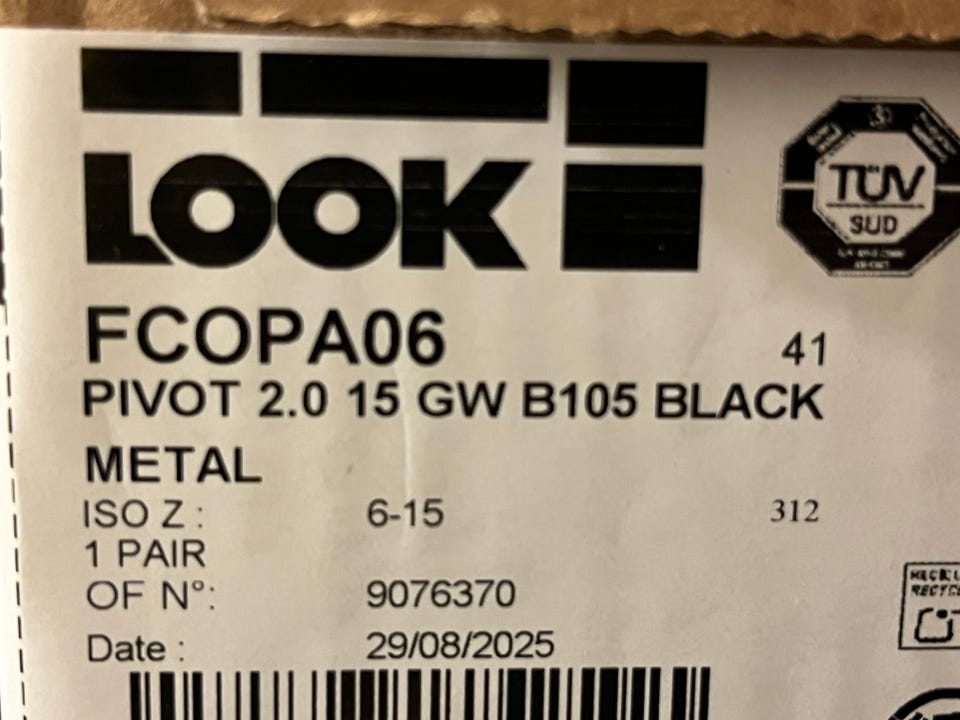 LOOK
TÜV
SUD
FCOPA06 41
PIVOT 2.0 15 GW B105 BLACK
METAL
ISO Z : 6-15 312
1 PAIR
OF N°: 9076370
Date : 29/08/2025